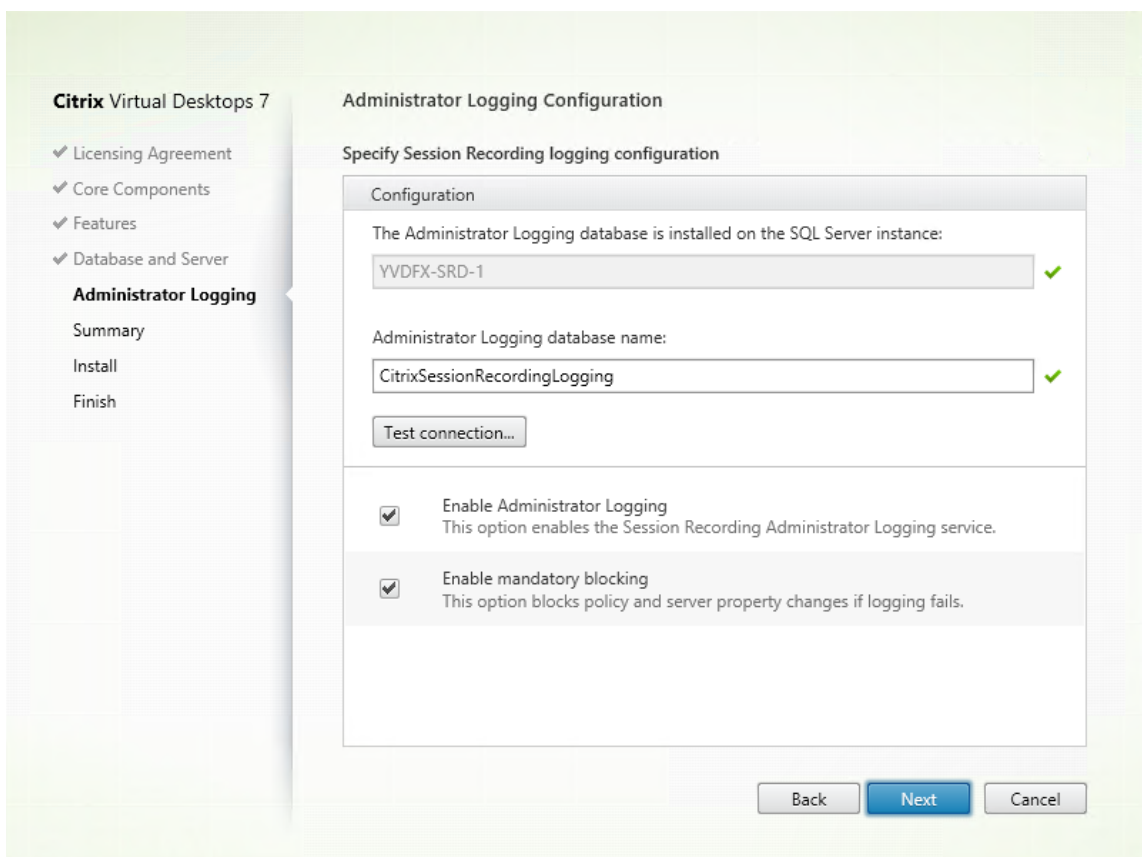 Citrix Virtual Desktops 7
Licensing Agreement
Core Components
Features
Database and Server
Administrator Logging
Summary
Install
Finish
Administrator Logging Configuration
Specify Session Recording logging configuration
Configuration
The Administrator Logging database is installed on the SQL Server instance:
YVDFX-SRD-1
Administrator Logging database name:
CitrixSessionRecordingLogging
Test connection...
Enable Administrator Logging
This option enables the Session Recording Administrator Logging service.
Enable mandatory blocking
This option blocks policy and server property changes if logging fails.
Back
Next
Cancel